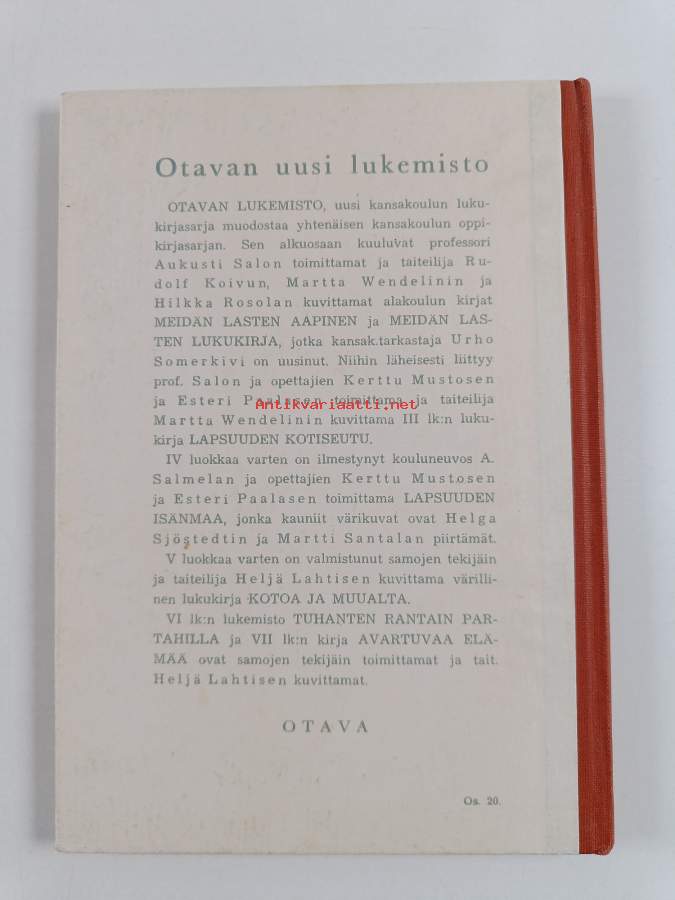 Otavan uusi lukemisto
OTAVAN LUKEMISTO, uusi kansakoulun luku-
kirjasarja muodostaa yhtenäisen kansakoulun oppi-
kirjasarjan. Sen alkuosaan kuuluvat professori
Aukusti Salon toimittamat ja taiteilija Ru-
dolf Koivun, Martta Wendelinin ja
Hilkka Rosolan kuvittamat alakoulun kirjat
MEIDÄN LASTEN AAPINEN ja MEIDÄN LAS-
TEN LUKUKIRJA, jotka kansak.tarkastaja Urho
Somerkivi on uusinut. Niihin läheisesti liittyy
prof. Salon ja opettajien Kerttu Mustosen
ja Esteri Paalasen toimittama ja taiteilija
Antikvariaatti.net
Martta Wendelinin kuvittama III lk:n luku-
kirja LAPSUUDEN KOTISEUTU.
IV luokkaa varten on ilmestynyt kouluneuvos A.
Salmelan ja opettajien Kerttu Mustosen
ja Esteri Paalasen toimittama LAPSUUDEN
ISÄNMAA, jonka kauniit värikuvat ovat Helga
Sjöstedtin ja Martti Santalan piirtämät.
V luokkaa varten on valmistunut samojen tekijäin
ja taiteilija Heljä Lahtisen kuvittama värilli-
nen lukukirja KOTOA JA MUUALTA.
VI lk:n lukemisto TUHANTEN RANTAIN PAR-
TAHILLA ja VII lk:n kirja AVARTUVAA ELÄ-
MÄÄ ovat samojen tekijäin toimittamat ja tait.
Heljä Lahtisen kuvittamat.
OTAVA
Os. 20.